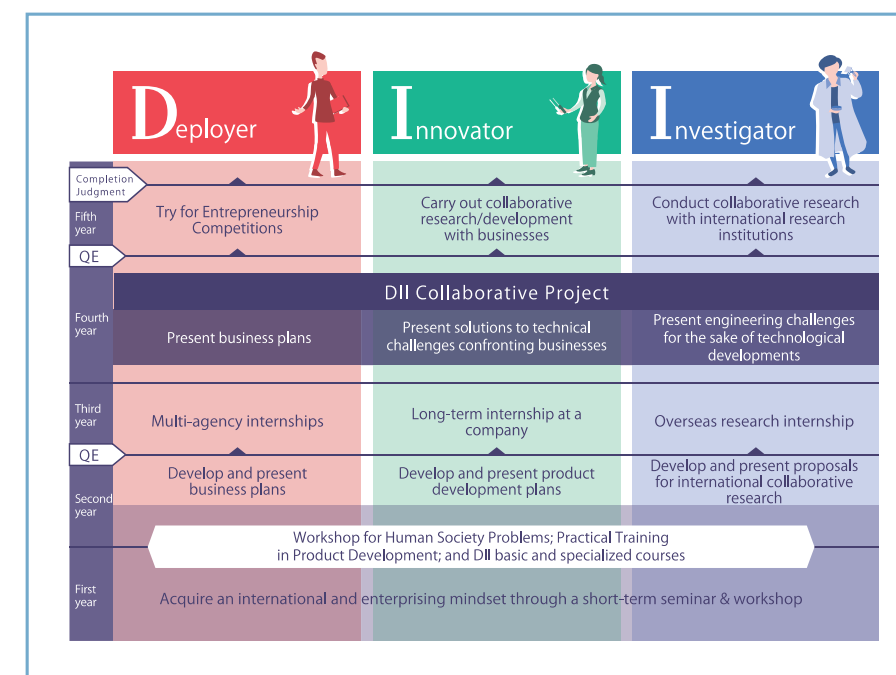 Deployer
Innovator
Investigator
Completion
Judgment
Fifth
year
Try for Entrepreneurship
Competitions
Carry out collaborative
research/development
with businesses
Conduct collaborative research
with international research
institutions
QE
DII Collaborative Project
Fourth
year
Present business plans
Present solutions to technical
challenges confronting businesses
Present engineering challenges
for the sake of technological
developments
Third
year
Multi-agency internships
Long-term internship at a
company
Overseas research internship
QE
Second
year
Develop and present
business plans
Develop and present product
development plans
Develop and present proposals
for international collaborative
research
Workshop for Human Society Problems; Practical Training
in Product Development; and DII basic and specialized courses
First
year
Acquire an international and enterprising mindset through a short-term seminar & workshop